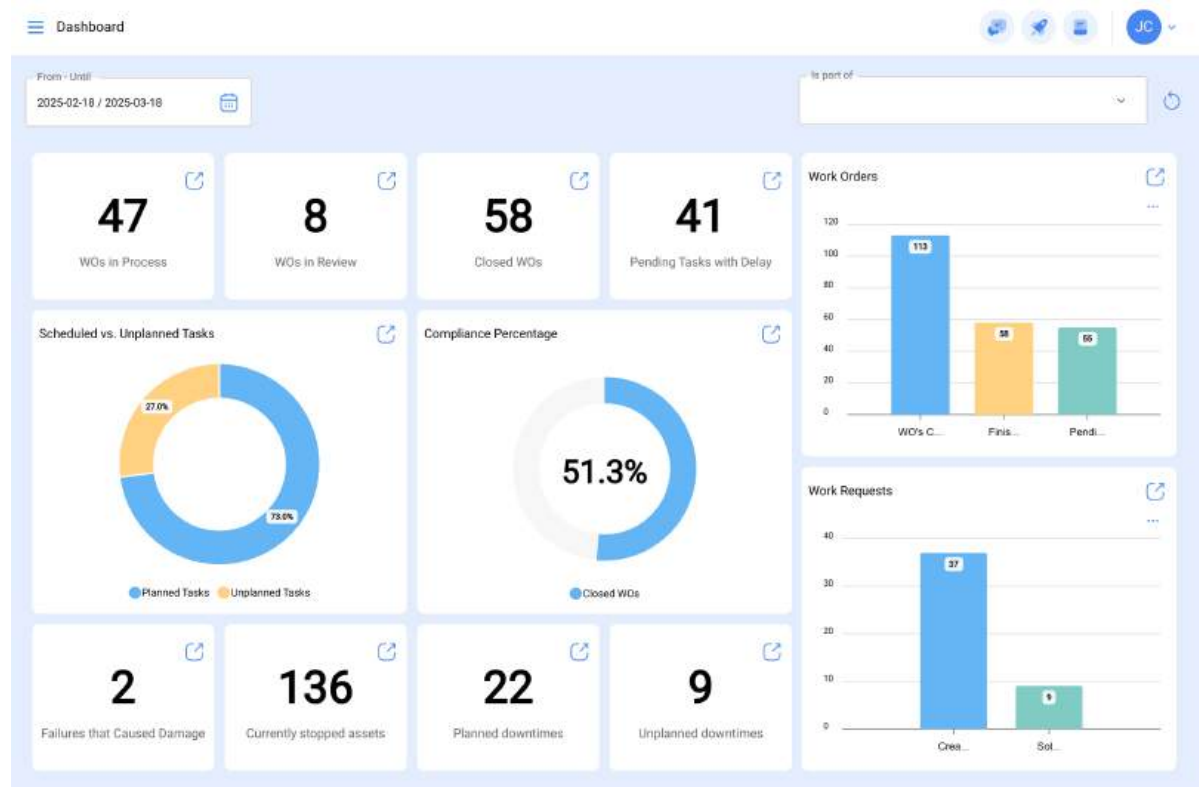 Dashboard
JC
From - Until
2025-02-18 / 2025-03-18
Is part of
47
WOs in Process
8
WOs in Review
58
Closed WOs
41
Pending Tasks with Delay
Scheduled vs. Unplanned Tasks
27.0%
73.0%
Planned Tasks
Unplanned Tasks
Compliance Percentage
51.3%
Closed WOs
2
Failures that Caused Damage
136
Currently stopped assets
22
Planned downtimes
9
Unplanned downtimes
Work Orders
...
120
100
80
60
40
20
0
113
58
55
WO's C...
Finis...
Pendi...
Work Requests
...
40
30
20
10
0
37
9
Crea...
Sol...